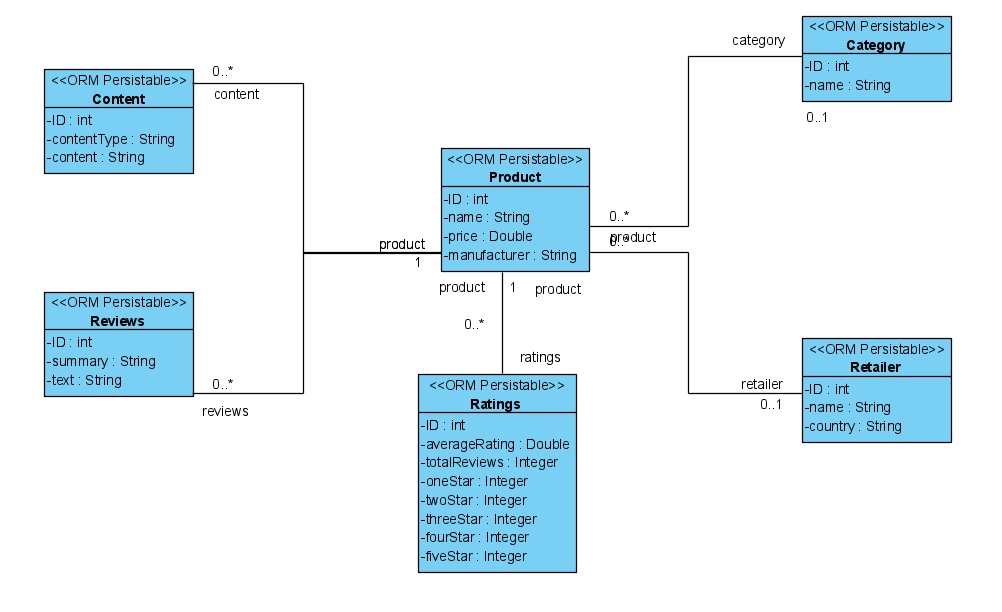 <<ORM Persistable>>
Content
-ID : int
-contentType : String
-content : String
0..*
content
<<ORM Persistable>>
Category
-ID : int
-name : String
category
0..1
<<ORM Persistable>>
Product
-ID : int
-name : String
-price : Double
-manufacturer : String
product
1
0..*
product
0..*
product
1
product
0..*
ratings
<<ORM Persistable>>
Reviews
-ID : int
-summary : String
-text : String
0..*
reviews
<<ORM Persistable>>
Ratings
-ID : int
-averageRating : Double
-totalReviews : Integer
-oneStar : Integer
-twoStar : Integer
-threeStar : Integer
-fourStar : Integer
-fiveStar : Integer
<<ORM Persistable>>
Retailer
-ID : int
-name : String
-country : String
retailer
0..1